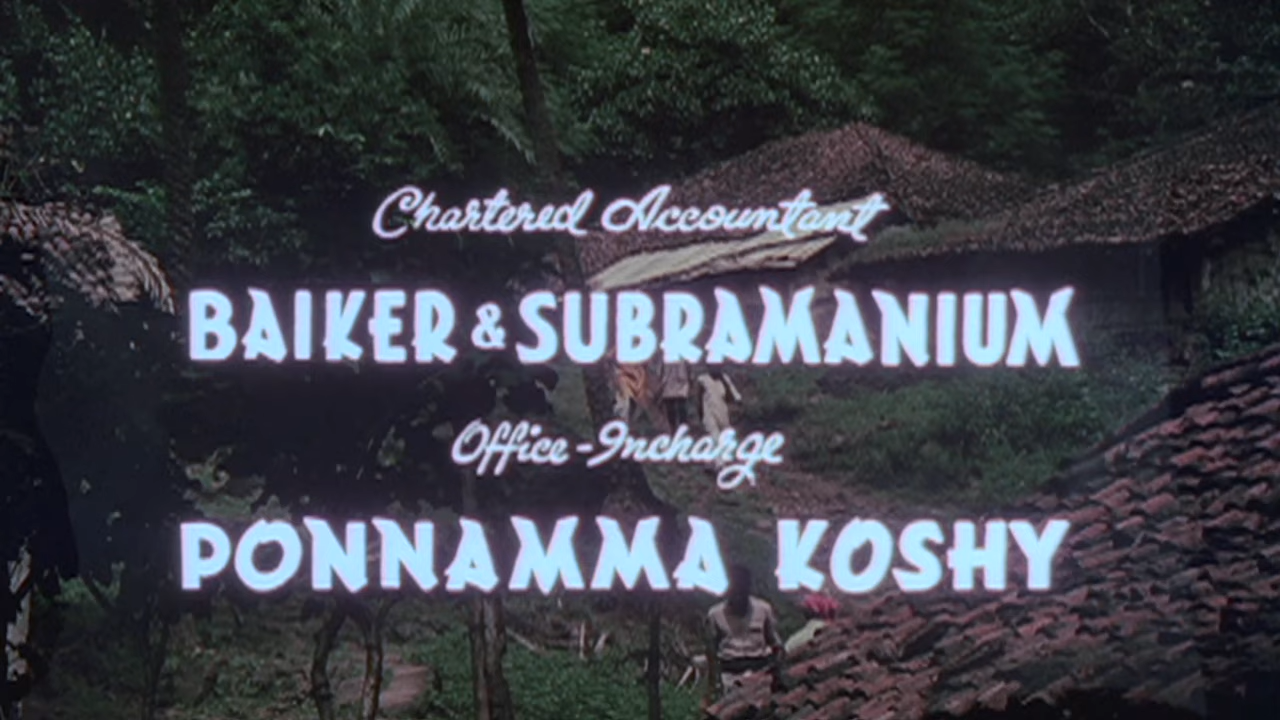 Chartered Accountant
BAIKER & SUBRAMANIUM
Office-Incharge
PONNAMMA KOSHY